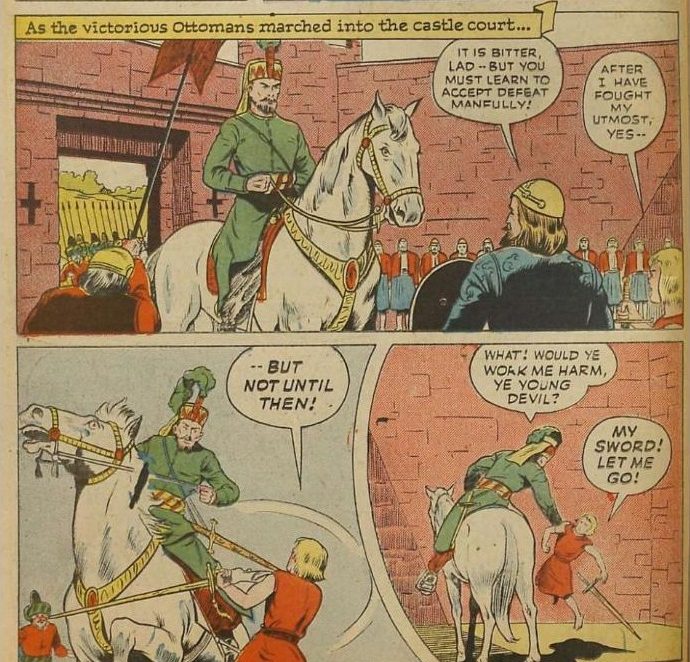 As the victorious Ottomans marched into the castle court...
IT IS BITTER,
LAD -- BUT YOU
MUST LEARN TO
ACCEPT DEFEAT
MANFULLY!
AFTER
I HAVE
FOUGHT
MY
UTMOST,
YES--
-- BUT
NOT UNTIL
THEN!
WHAT! WOULD YE
WORK ME HARM,
YE YOUNG
DEVIL?
MY
SWORD!
LET ME
GO!